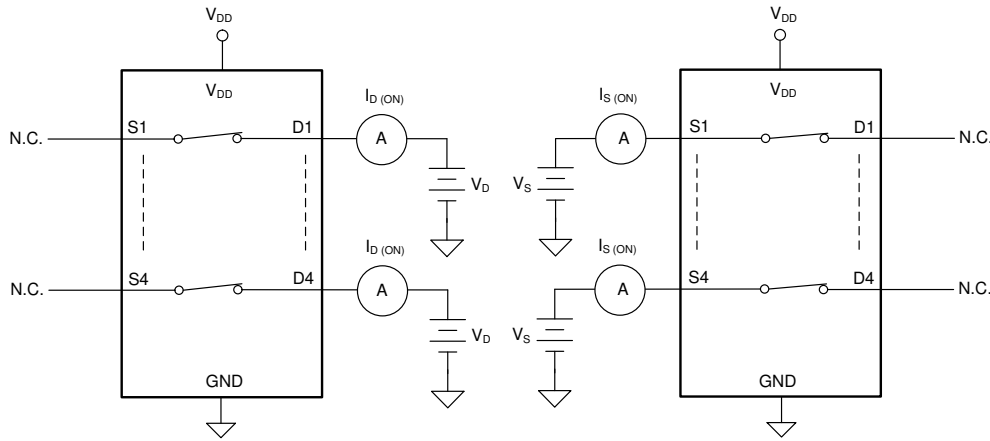 VDD VDD
VDD VDD
ID (ON) IS (ON)
N.C. S1 D1 A A S1 D1 N.C.
VD VS
ID (ON) IS (ON)
N.C. S4 D4 A A S4 D4 N.C.
VD VS
GND GND